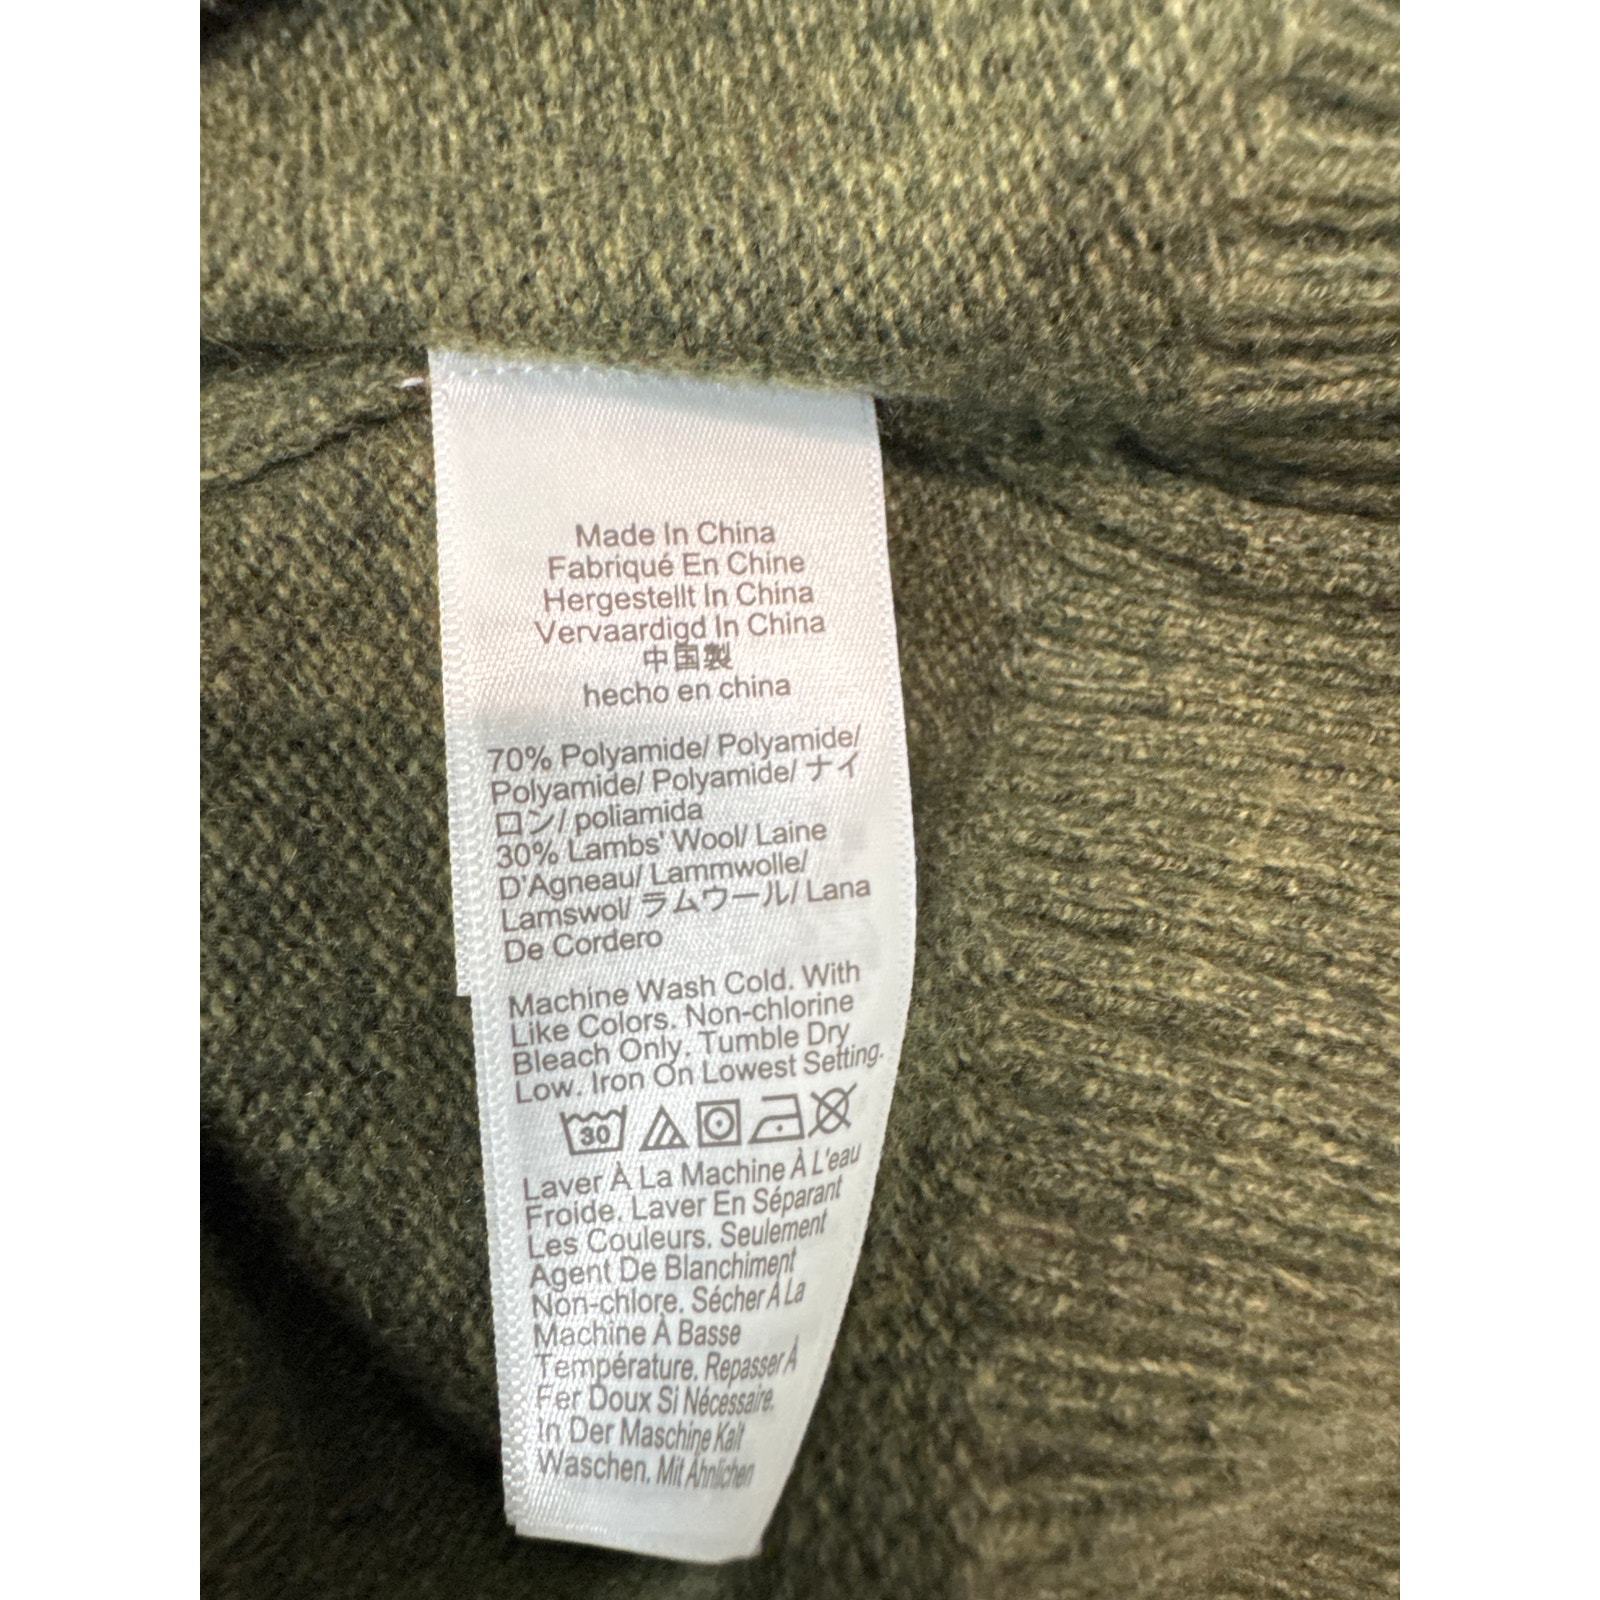 Made In China
Fabriqué En Chine
Hergestellt In China
Vervaardigd In China
中国製
hecho en china
70% Polyamide/ Polyamide/
Polyamide/ Polyamide/ ナイ
ロン/ poliamida
30% Lambs' Wool/ Laine
D'Agneau/ Lammwolle/
Lamswol/ ラムウール/ Lana
De Cordero
Machine Wash Cold. With
Like Colors. Non-chlorine
Bleach Only. Tumble Dry
Low. Iron On Lowest Setting.
30
Laver À La Machine À L'eau
Froide. Laver En Séparant
Les Couleurs. Seulement
Agent De Blanchiment
Non-chlore. Sécher À La
Machine À Basse
Température. Repasser À
Fer Doux Si Nécessaire.
In Der Maschine Kalt
Waschen. Mit Ähnlichen